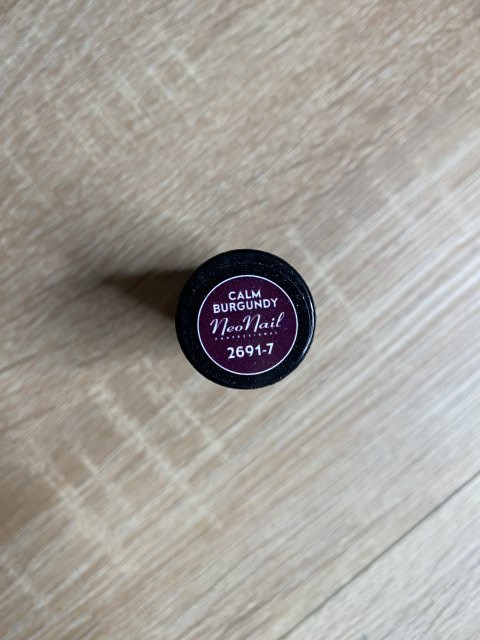 CALM
BURGUNDY
NeoNail
PROFESSIONAL
2691-7